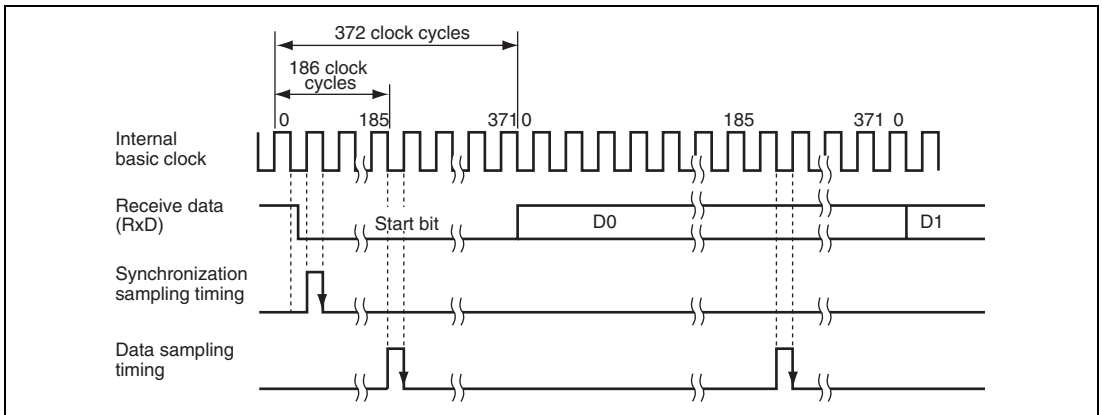 372 clock cycles
186 clock
cycles
0 185 371 0 185 371 0
Internal
basic clock
Receive data
(RxD)
Start bit D0 D1
Synchronization
sampling timing
Data sampling
timing